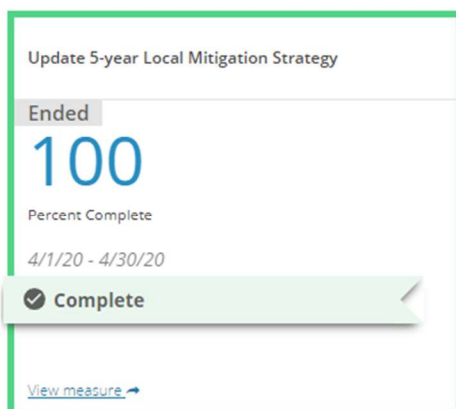 Update 5-year Local Mitigation Strategy
Ended
100
Percent Complete
4/1/20 - 4/30/20
Complete
View measure